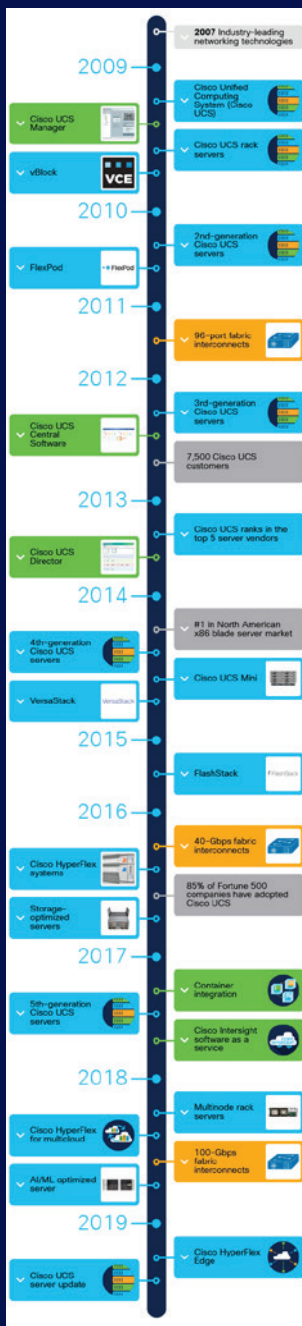 2007 Industry-leading
networking technologies
2009
Cisco Unified
Computing
System (Cisco
UCS)
Cisco UCS
Manager
Cisco UCS rack
servers
vBlock
VCE
2010
2nd-generation
Cisco UCS
servers
FlexPod
FlexPod
2011
96-port fabric
interconnects
2012
3rd-generation
Cisco UCS
servers
Cisco UCS
Central
Software
7,500 Cisco UCS
customers
2013
Cisco UCS ranks in the
top 5 server vendors
Cisco UCS
Director
2014
#1 in North American
x86 blade server market
4th-generation
Cisco UCS
servers
Cisco UCS Mini
VersaStack
VersaStack
2015
FlashStack
FlashStack
2016
40-Gbps fabric
interconnects
Cisco HyperFlex
systems
85% of Fortune 500
companies have adopted
Cisco UCS
Storage-
optimized
servers
2017
Container
integration
5th-generation
Cisco UCS
servers
Cisco Intersight
software as a
service
2018
Multinode rack
servers
Cisco HyperFlex
for multicloud
100-Gbps
fabric
interconnects
AI/ML optimized
server
2019
Cisco HyperFlex
Edge
Cisco UCS
server update